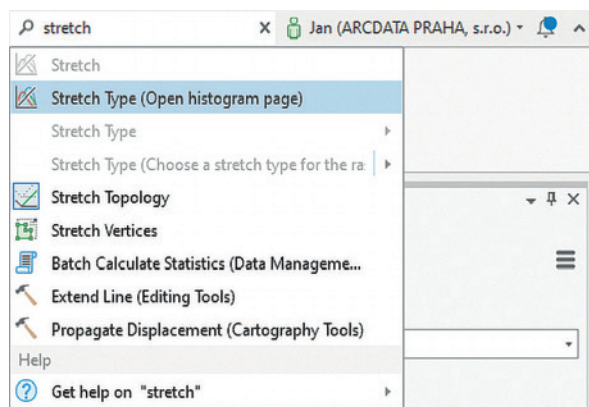 stretch
Jan (ARCDATA PRAHA, s.r.o.)
Stretch
Stretch Type (Open histogram page)
Stretch Type
Stretch Type (Choose a stretch type for the ra
Stretch Topology
Stretch Vertices
Batch Calculate Statistics (Data Manageme...
Extend Line (Editing Tools)
Propagate Displacement (Cartography Tools)
Help
Get help on "stretch"